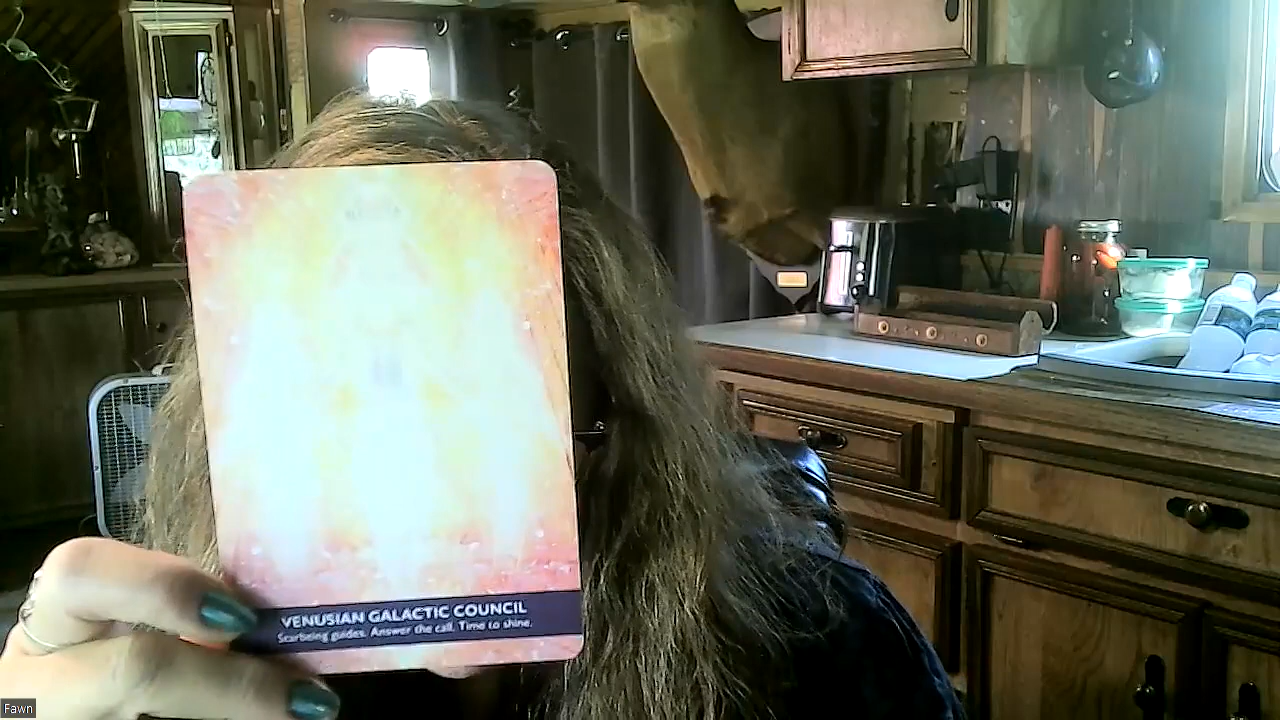 VENUSIAN GALACTIC COUNCIL
Starbeing guides. Answer the call. Time to shine.
Fawn